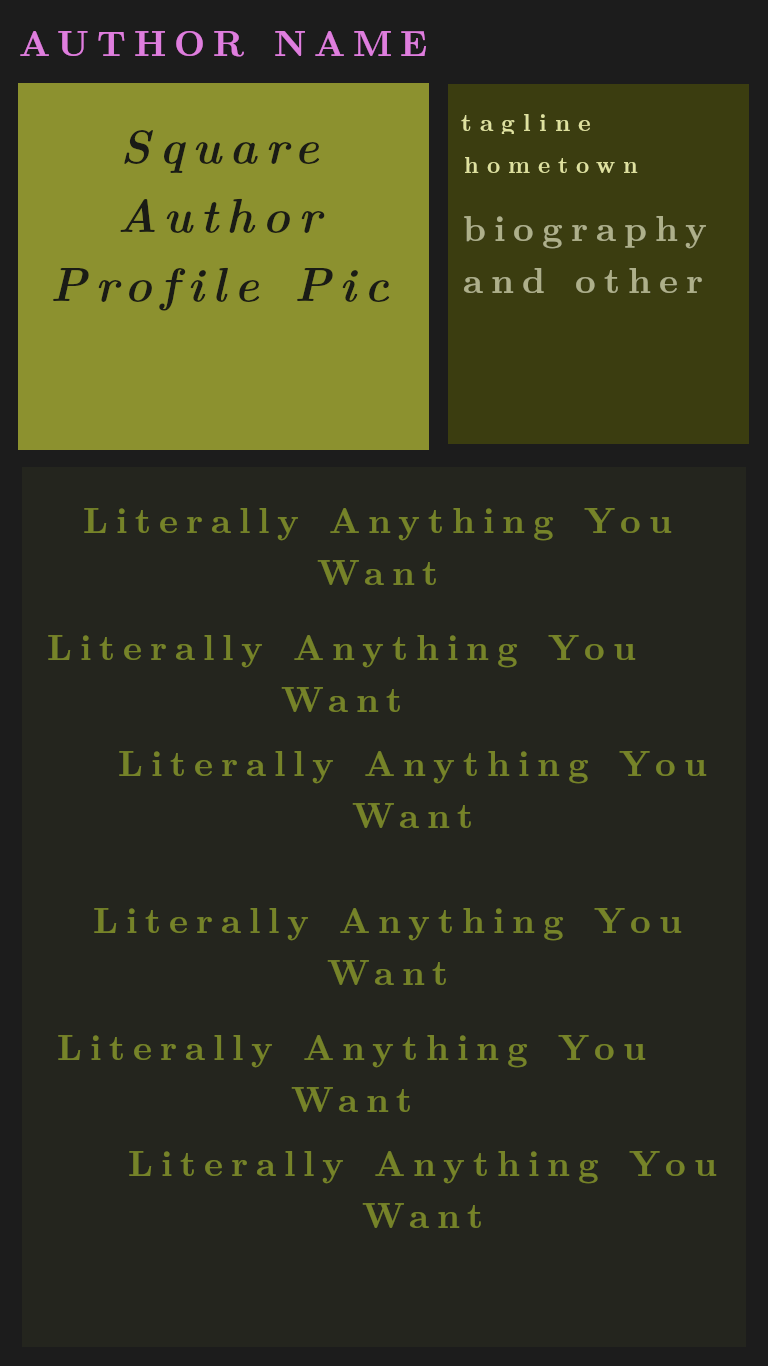 AUTHOR NAME
Square
Author
Profile Pic
tagline
hometown
biography
and other
Literally Anything You
Want
Literally Anything You
Want
Literally Anything You
Want
Literally Anything You
Want
Literally Anything You
Want
Literally Anything You
Want